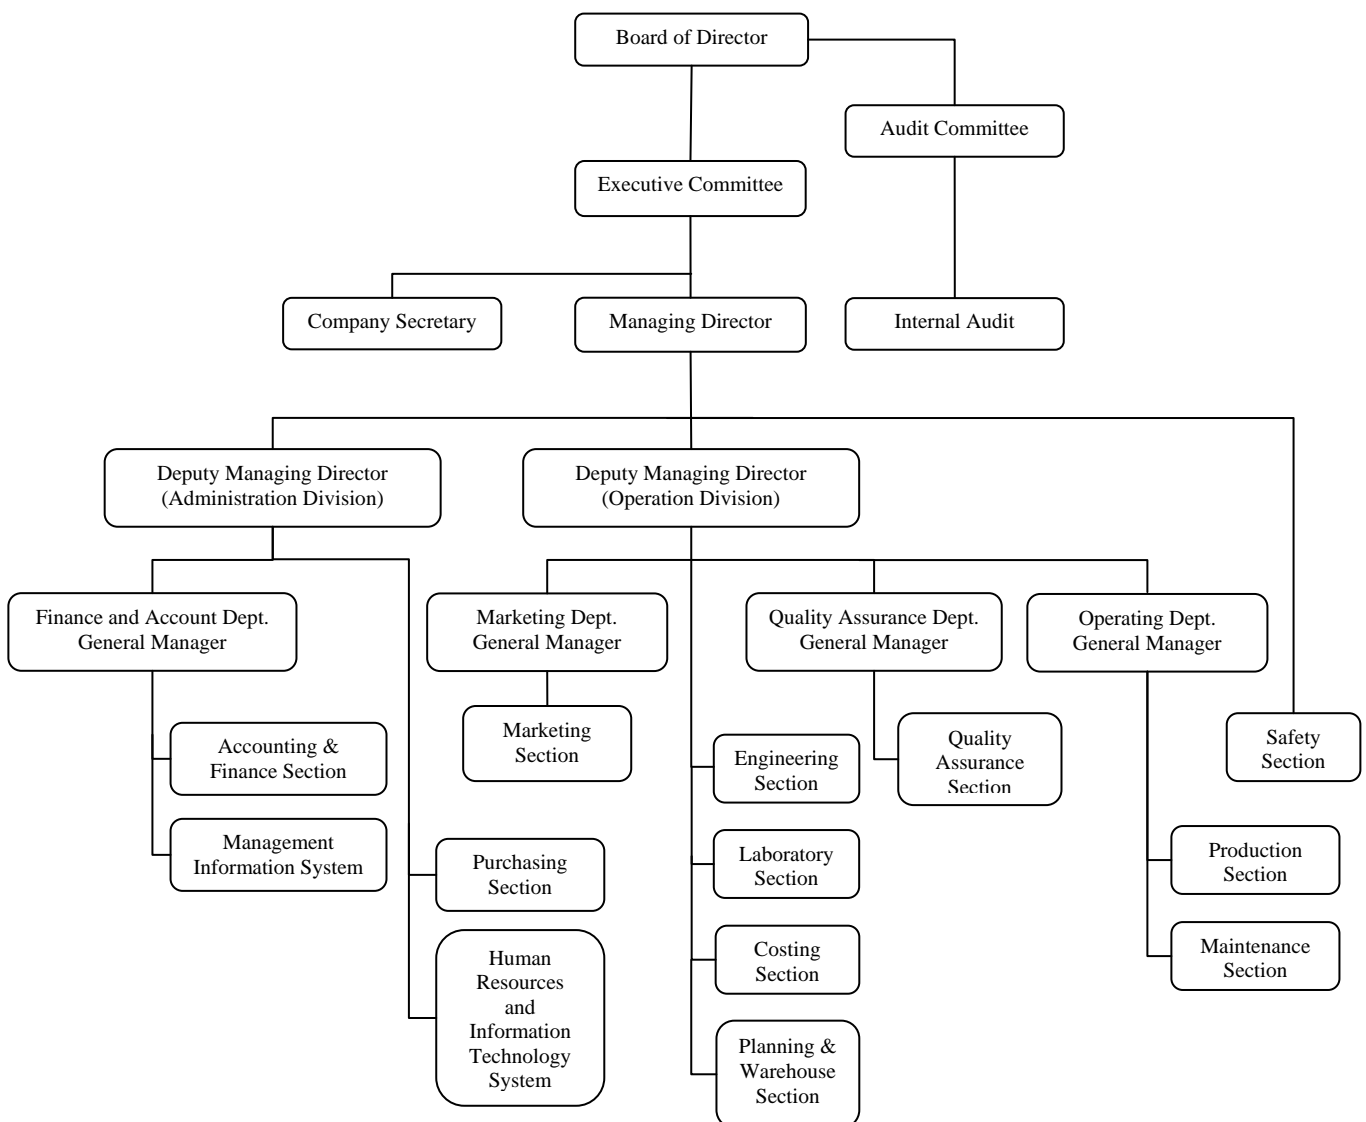 Board of Director
Audit Committee
Executive Committee
Company Secretary
Managing Director
Internal Audit
Deputy Managing Director
(Administration Division)
Deputy Managing Director
(Operation Division)
Finance and Account Dept.
General Manager
Marketing Dept.
General Manager
Quality Assurance Dept.
General Manager
Operating Dept.
General Manager
Accounting &
Finance Section
Management
Information System
Purchasing
Section
Human
Resources
and
Information
Technology
System
Marketing
Section
Engineering
Section
Laboratory
Section
Costing
Section
Planning &
Warehouse
Section
Quality
Assurance
Section
Production
Section
Maintenance
Section
Safety
Section